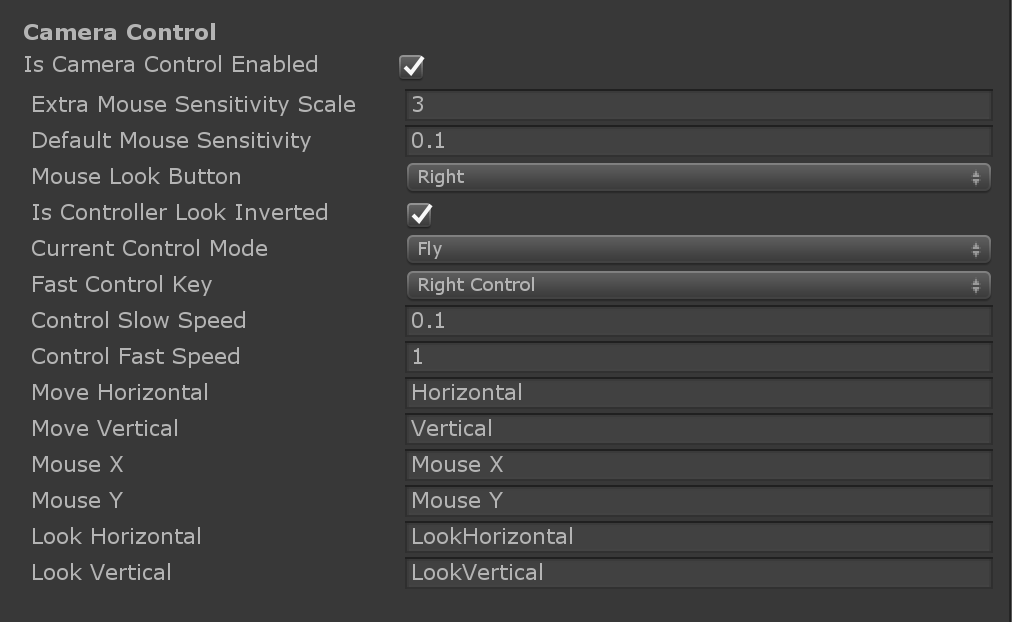 Camera Control
Is Camera Control Enabled
Extra Mouse Sensitivity Scale 3
Default Mouse Sensitivity 0.1
Mouse Look Button Right
Is Controller Look Inverted
Current Control Mode Fly
Fast Control Key Right Control
Control Slow Speed 0.1
Control Fast Speed 1
Move Horizontal Horizontal
Move Vertical Vertical
Mouse X Mouse X
Mouse Y Mouse Y
Look Horizontal LookHorizontal
Look Vertical LookVertical